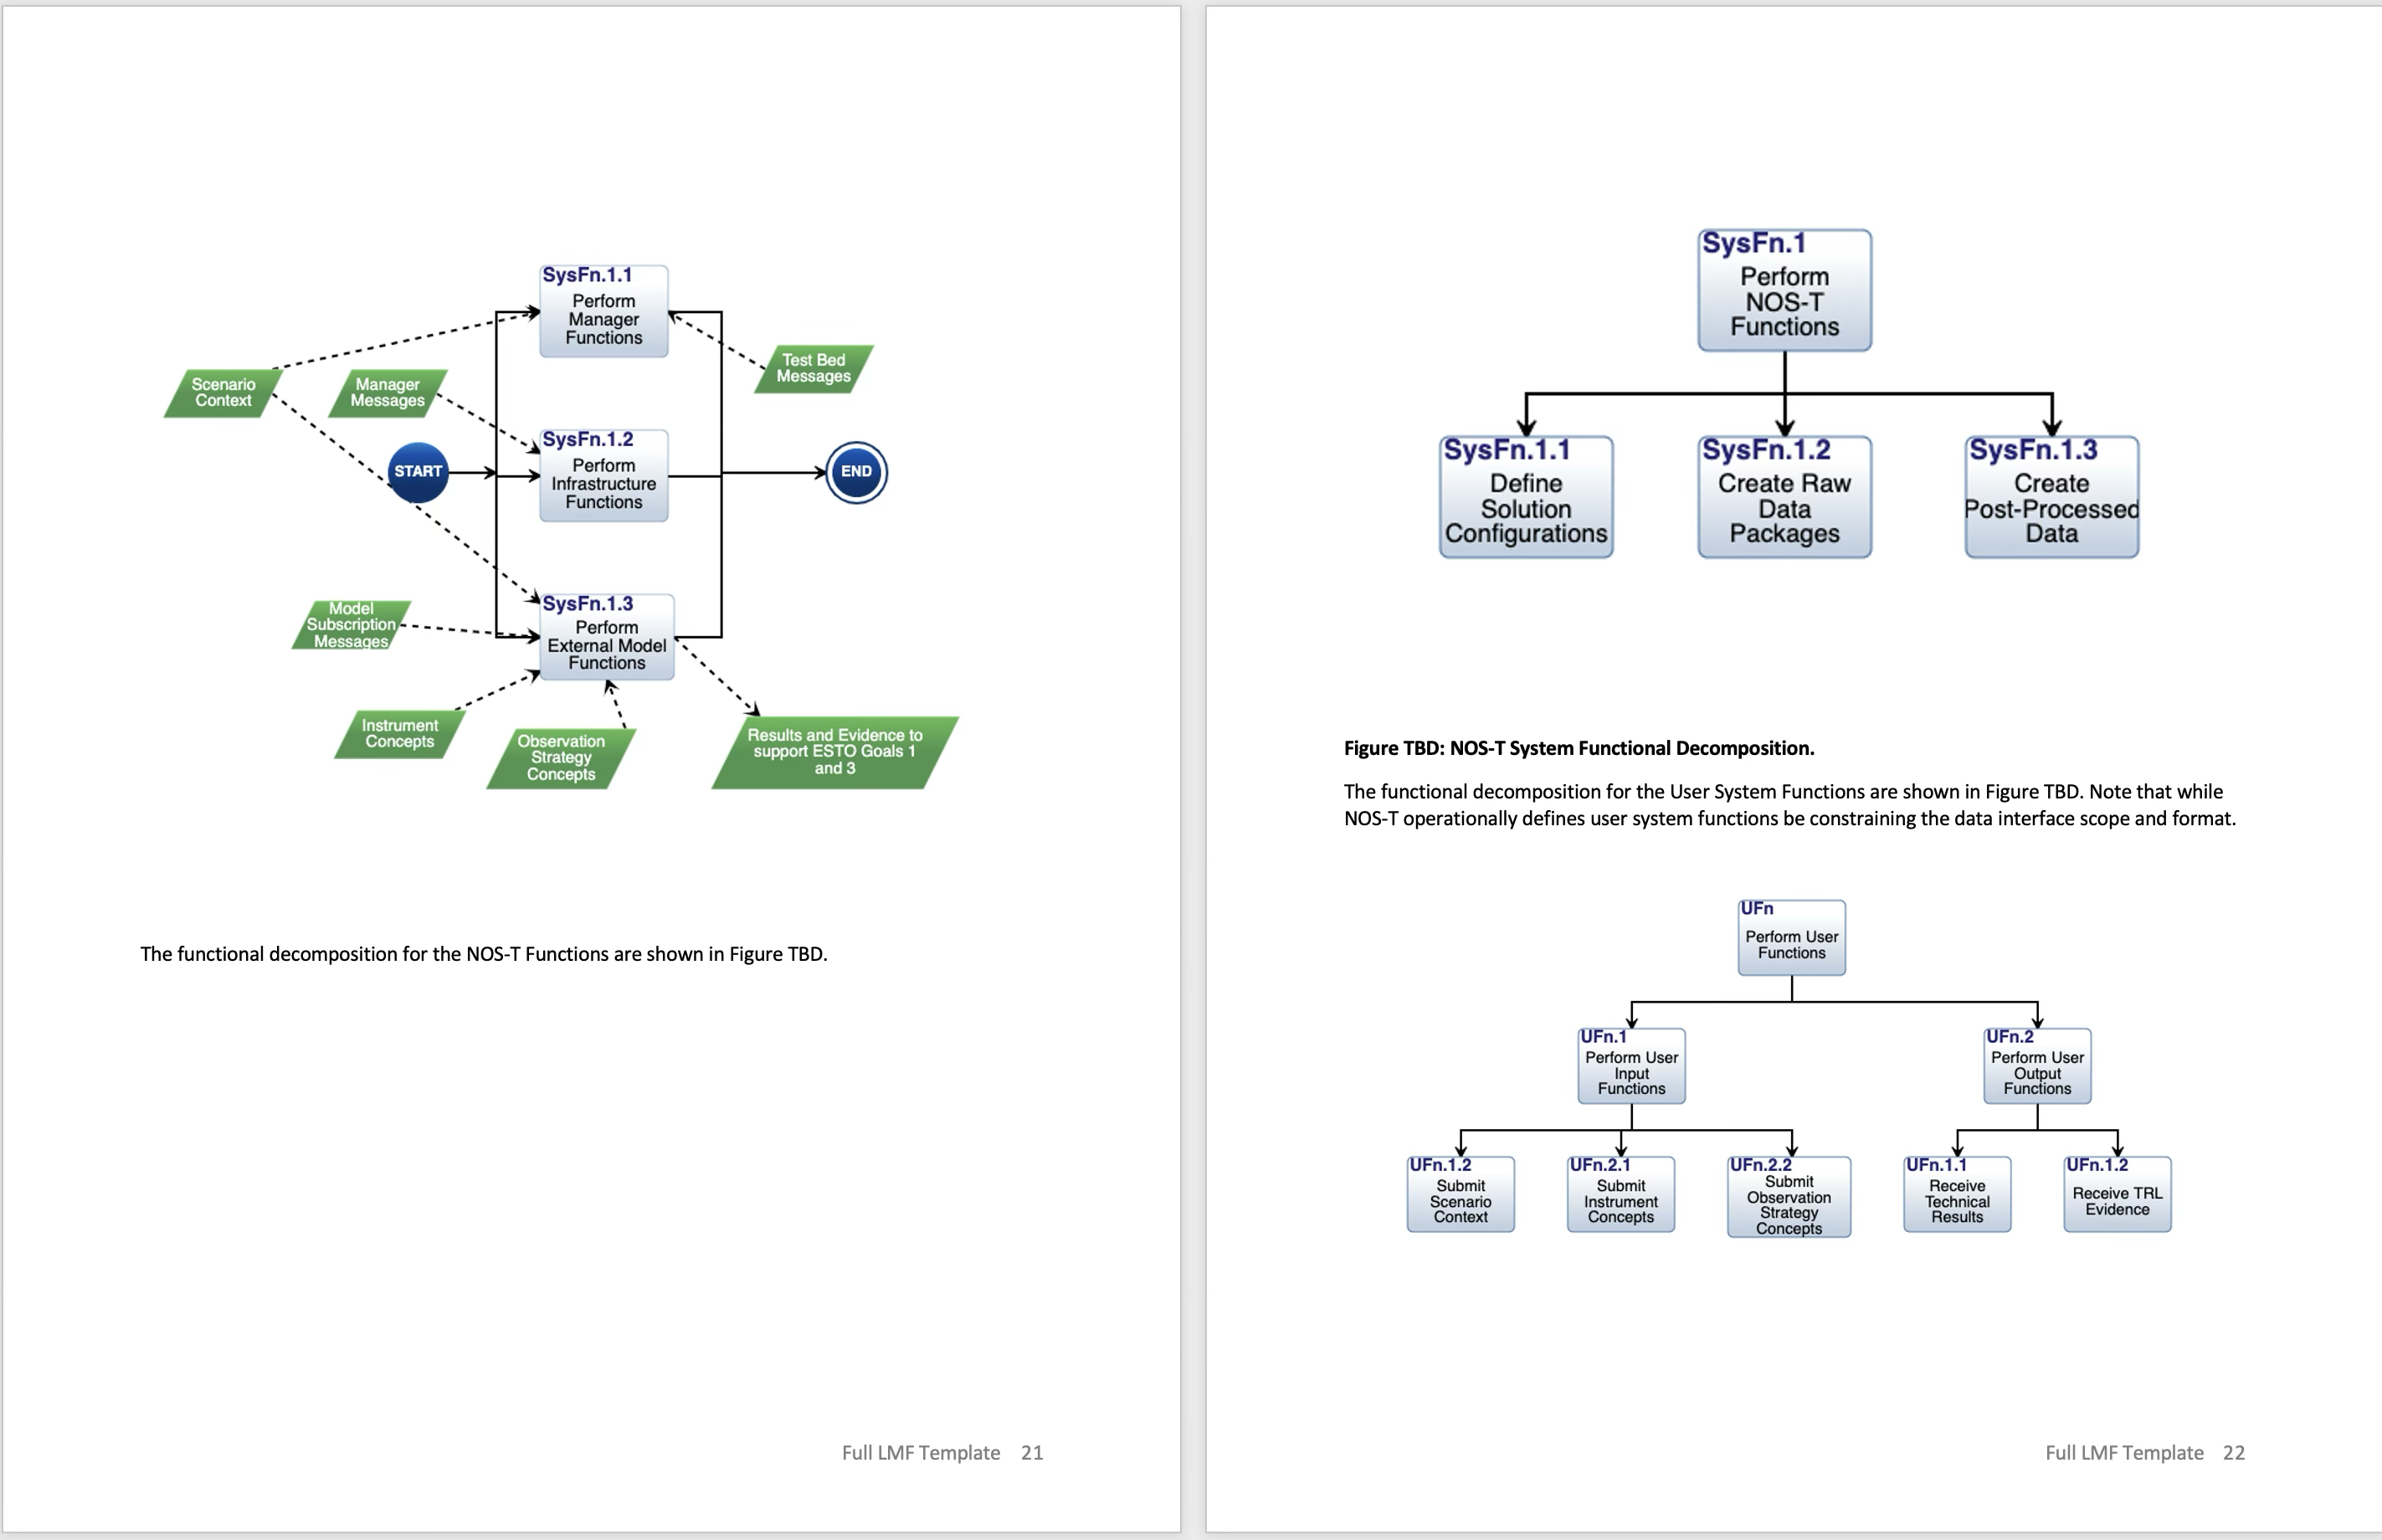 SysFn.1.1
Perform
Manager
Functions
Test Bed
Messages
Scenario
Context
Manager
Messages
SysFn.1.2
Perform
Infrastructure
Functions
START
END
SysFn.1.3
Perform
External Model
Functions
Model
Subscription
Messages
Instrument
Concepts
Observation
Strategy
Concepts
Results and Evidence to
support ESTO Goals 1
and 3
The functional decomposition for the NOS-T Functions are shown in Figure TBD.
Full LMF Template 21
SysFn.1
Perform
NOS-T
Functions
SysFn.1.1
Define
Solution
Configurations
SysFn.1.2
Create Raw
Data
Packages
SysFn.1.3
Create
Post-Processed
Data
Figure TBD: NOS-T System Functional Decomposition.
The functional decomposition for the User System Functions are shown in Figure TBD. Note that while
NOS-T operationally defines user system functions be constraining the data interface scope and format.
UFn
Perform User
Functions
UFn.1
Perform User
Input
Functions
UFn.2
Perform User
Output
Functions
UFn.1.2
Submit
Scenario
Context
UFn.2.1
Submit
Instrument
Concepts
UFn.2.2
Submit
Observation
Strategy
Concepts
UFn.1.1
Receive
Technical
Results
UFn.1.2
Receive TRL
Evidence
Full LMF Template 22